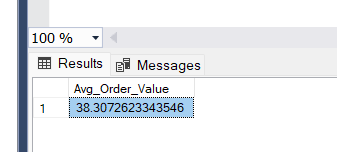 100 %
Results Messages
Avg_Order_Value
1 38.3072623343546